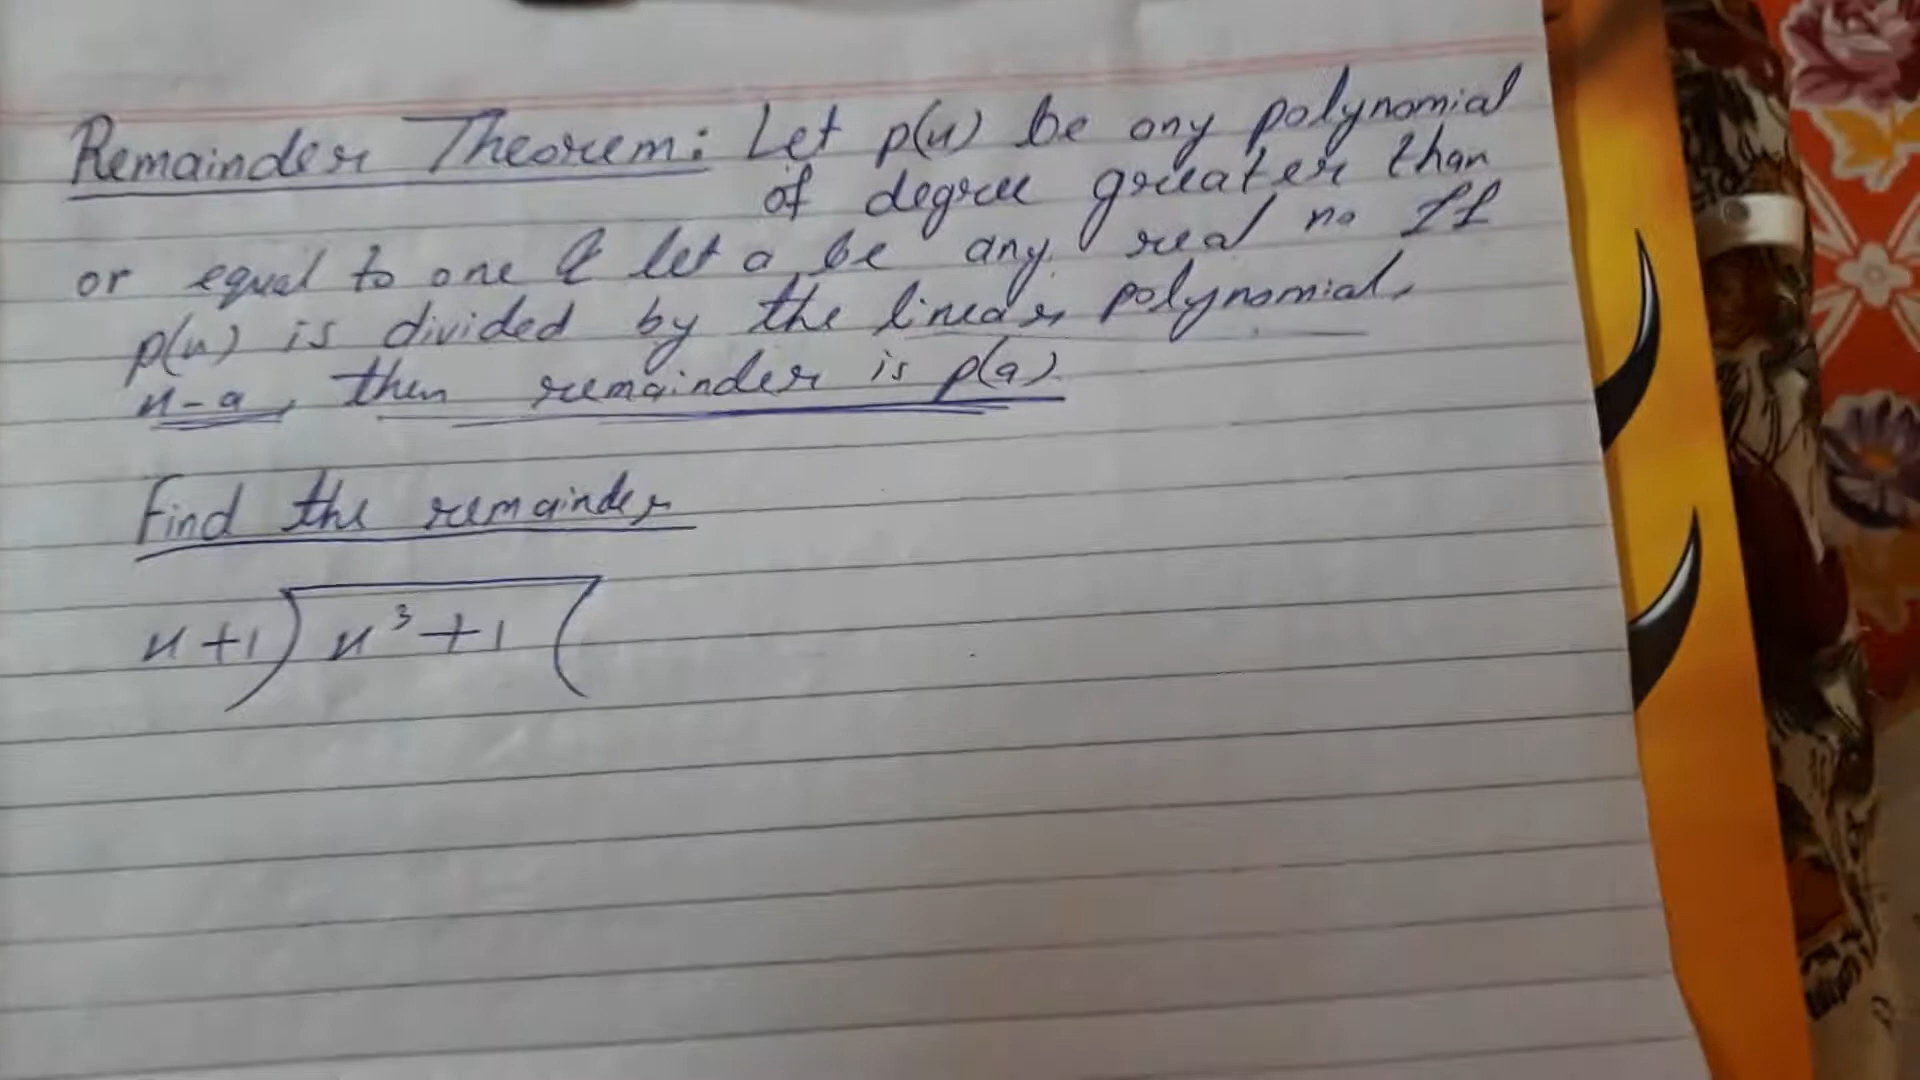 Remainder Theorem: Let p(x) be any polynomial
of degree greater than
or equal to one & let a be any real no If
p(x) is divided by the linear polynomial,
x-a, then remainder is p(a)
Find the remainder
x+1) x³+1 (